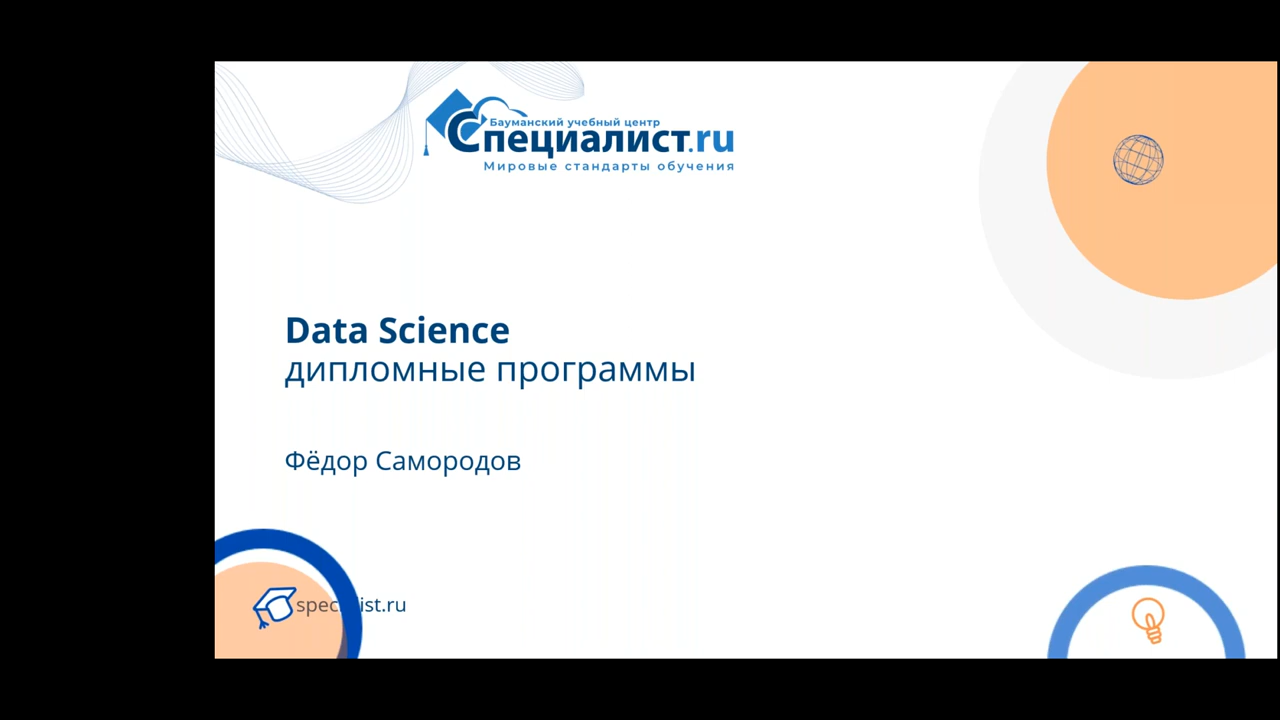 Бауманский учебный центр
Специалист.ru
Мировые стандарты обучения
Data Science
дипломные программы
Фёдор Самородов
specialist.ru